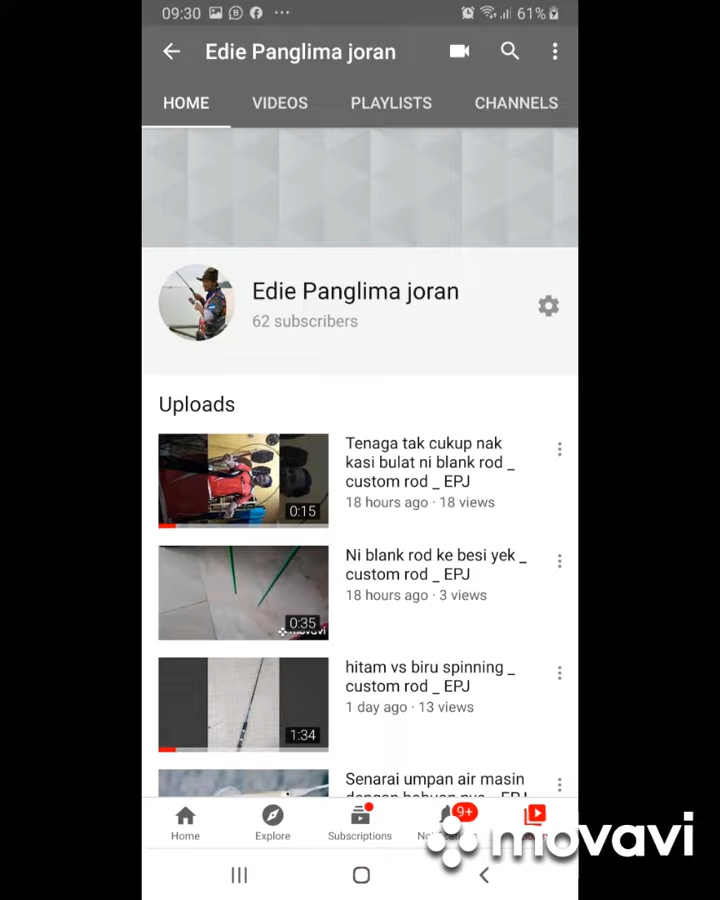 09:30 61%
Edie Panglima joran
HOME VIDEOS PLAYLISTS CHANNELS
Edie Panglima joran
62 subscribers
Uploads
Tenaga tak cukup nak
kasi bulat ni blank rod _
custom rod _ EPJ
18 hours ago · 18 views
0:15
Ni blank rod ke besi yek _
custom rod _ EPJ
18 hours ago · 3 views
0:35
movavi
hitam vs biru spinning _
custom rod _ EPJ
1 day ago · 13 views
1:34
Senarai umpan air masin
9+
Home Explore Subscriptions
movavi